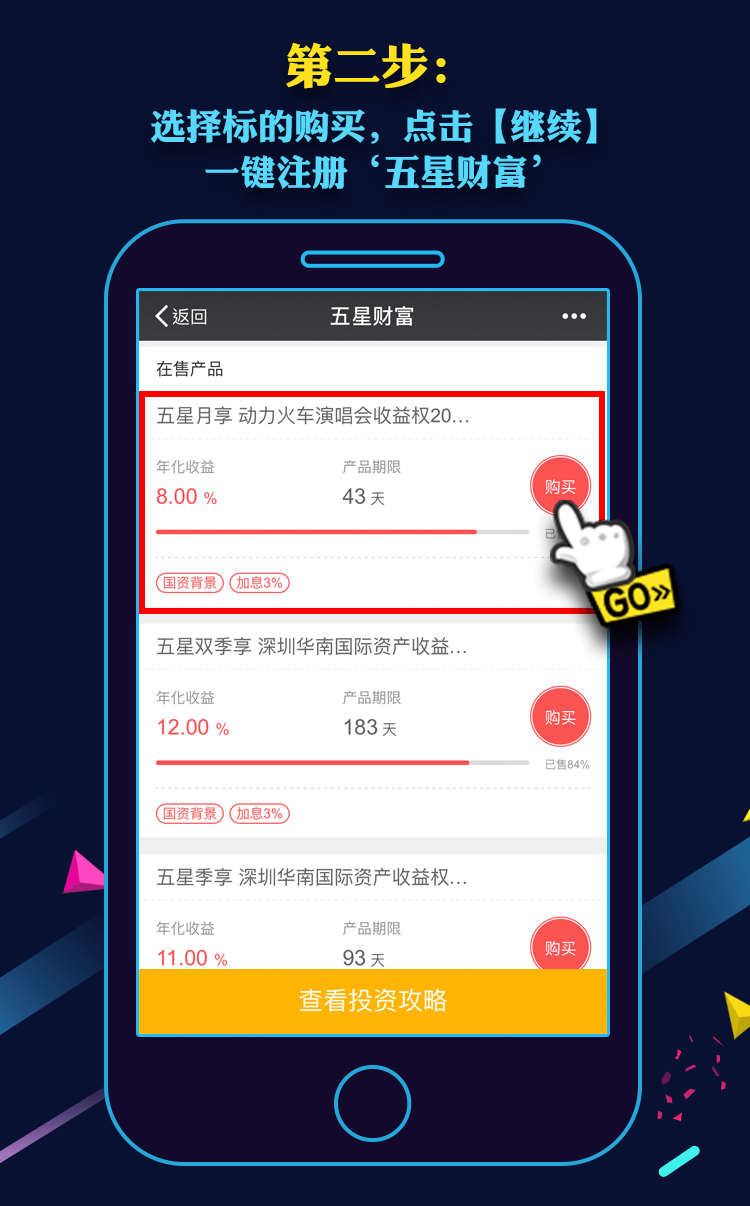 第二步：
选择标的购买，点击【继续】
一键注册‘五星财富’
返回
五星财富
在售产品
五星月享 动力火车演唱会收益权20…
年化收益
产品期限
8.00 %
43 天
购买
国资背景
加息3%
GO»
五星双季享 深圳华南国际资产收益…
年化收益
产品期限
12.00 %
183 天
购买
已售84%
国资背景
加息3%
五星季享 深圳华南国际资产收益权…
年化收益
产品期限
11.00 %
93 天
购买
查看投资攻略